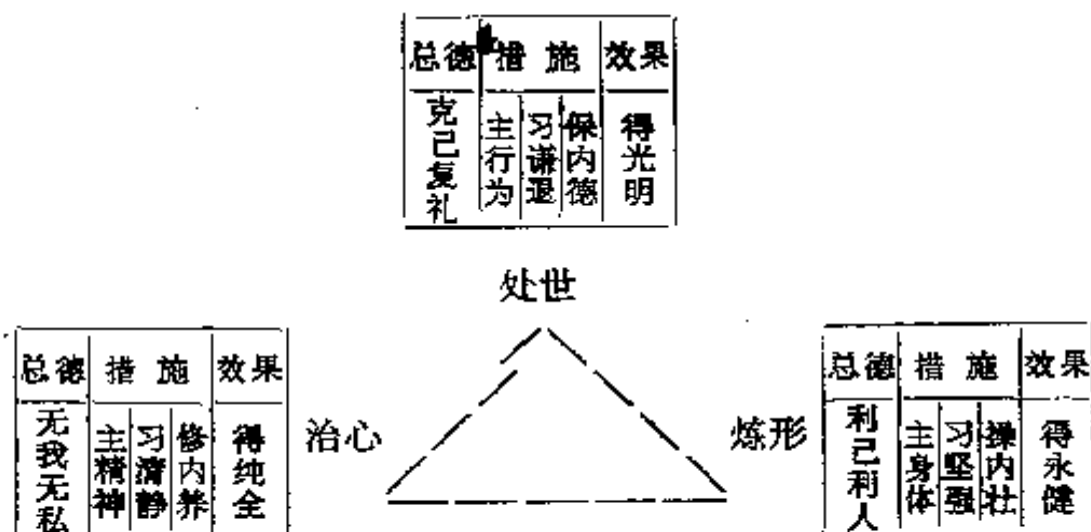 总德 措施 效果
克己复礼 主行为 习谦退 保内德 得光明
处世
总德 措施 效果
无我无私 主精神 习清静 修内养 得纯全
治心
炼形
总德 措施 效果
利己利人 主身体 习坚强 操内壮 得永健